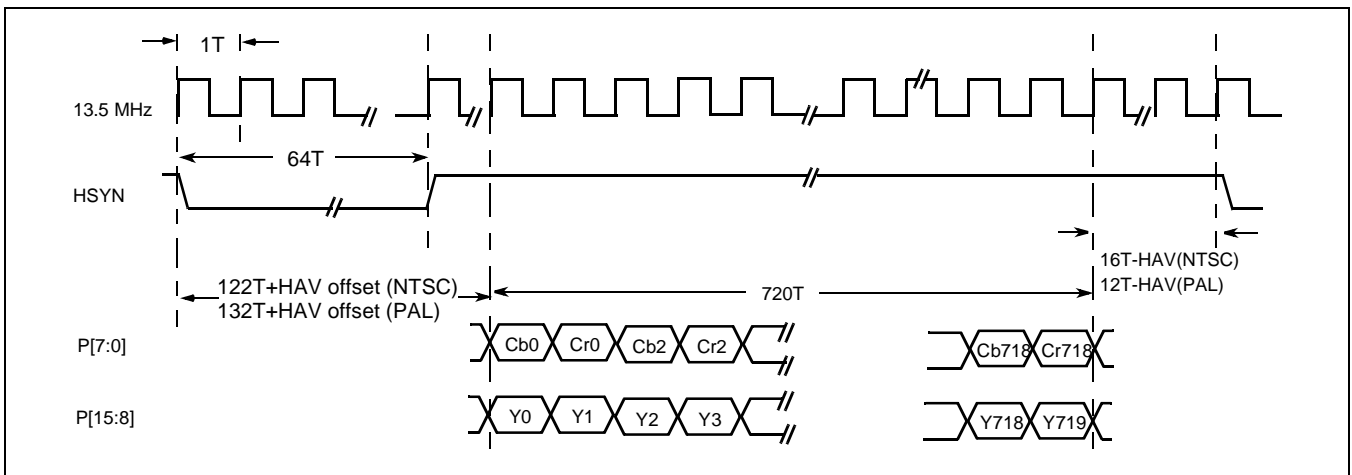 1T
13.5 MHz
64T
HSYN
122T+HAV offset (NTSC)
132T+HAV offset (PAL)
720T
16T-HAV(NTSC)
12T-HAV(PAL)
P[7:0]
Cb0 Cr0 Cb2 Cr2 Cb718 Cr718
P[15:8]
Y0 Y1 Y2 Y3 Y718 Y719